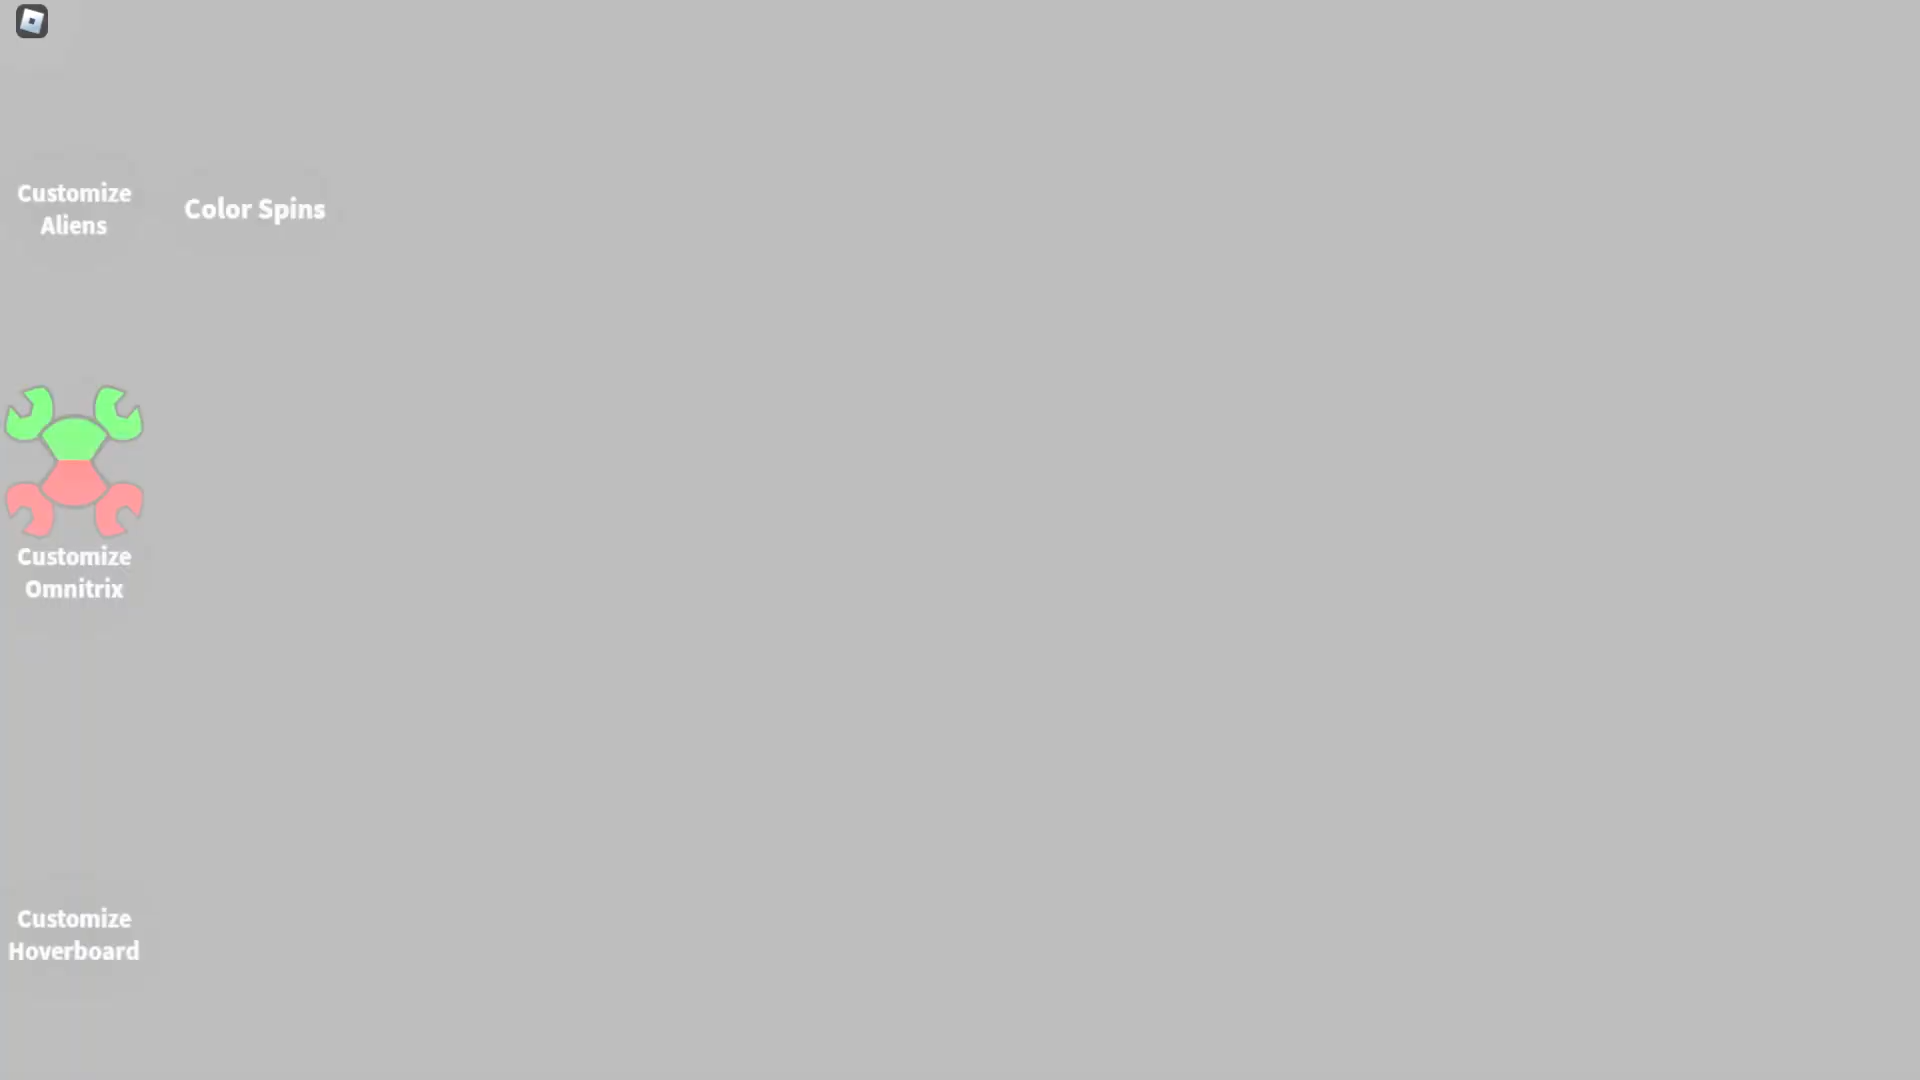 Customize
Aliens
Color Spins
Customize
Omnitrix
Customize
Hoverboard